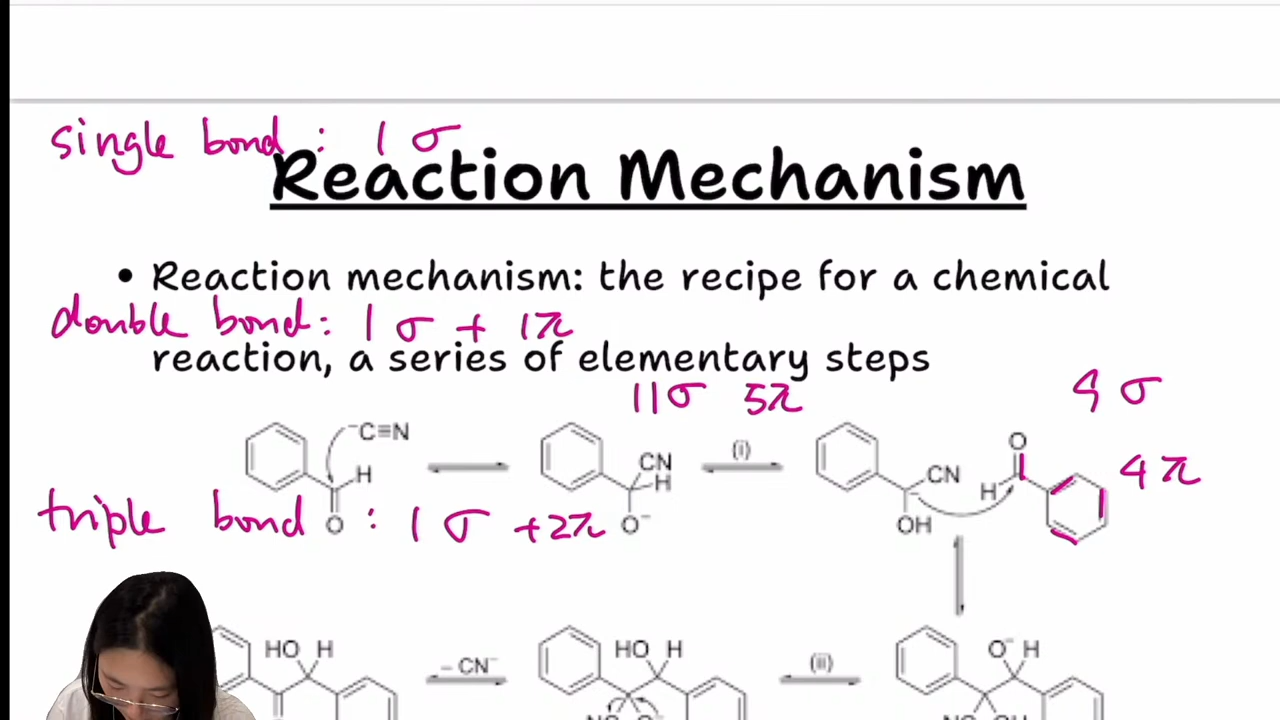 single bond : 1 σ
Reaction Mechanism
• Reaction mechanism: the recipe for a chemical
double bond: 1 σ + 1π
reaction, a series of elementary steps
11σ 5π
9 σ
⁻C≡N
H
O
CN
H
O⁻
(i)
CN
OH
O
H
4 π
triple bond : 1 σ +2π
HO H
- CN⁻
HO H
(ii)
O⁻ H